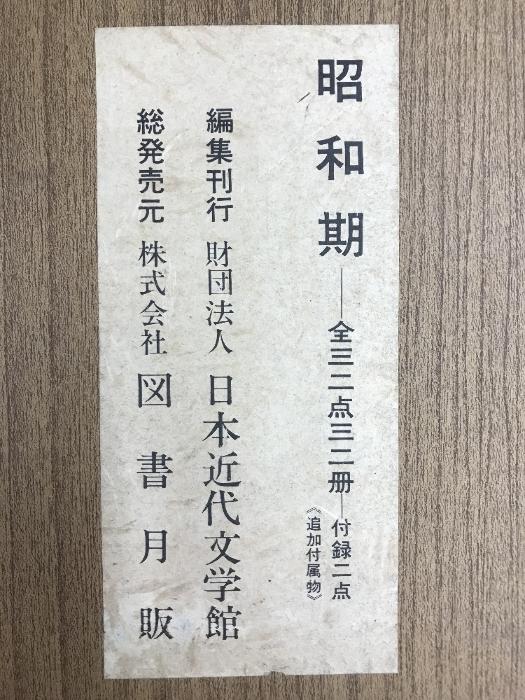 昭和期──全三二点三二冊─付録二点
《追加付属物》
編集刊行 財団法人 日本近代文学館
総発売元 株式会社 図書月販